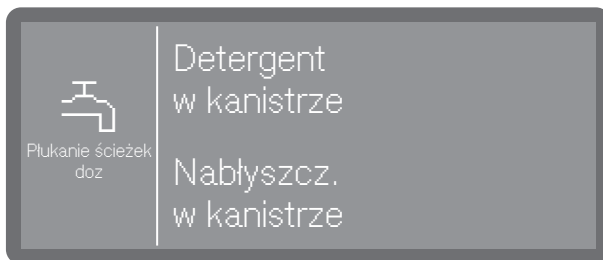 Płukanie ścieżek
doz
Detergent
w kanistrze
Nabłyszcz.
w kanistrze